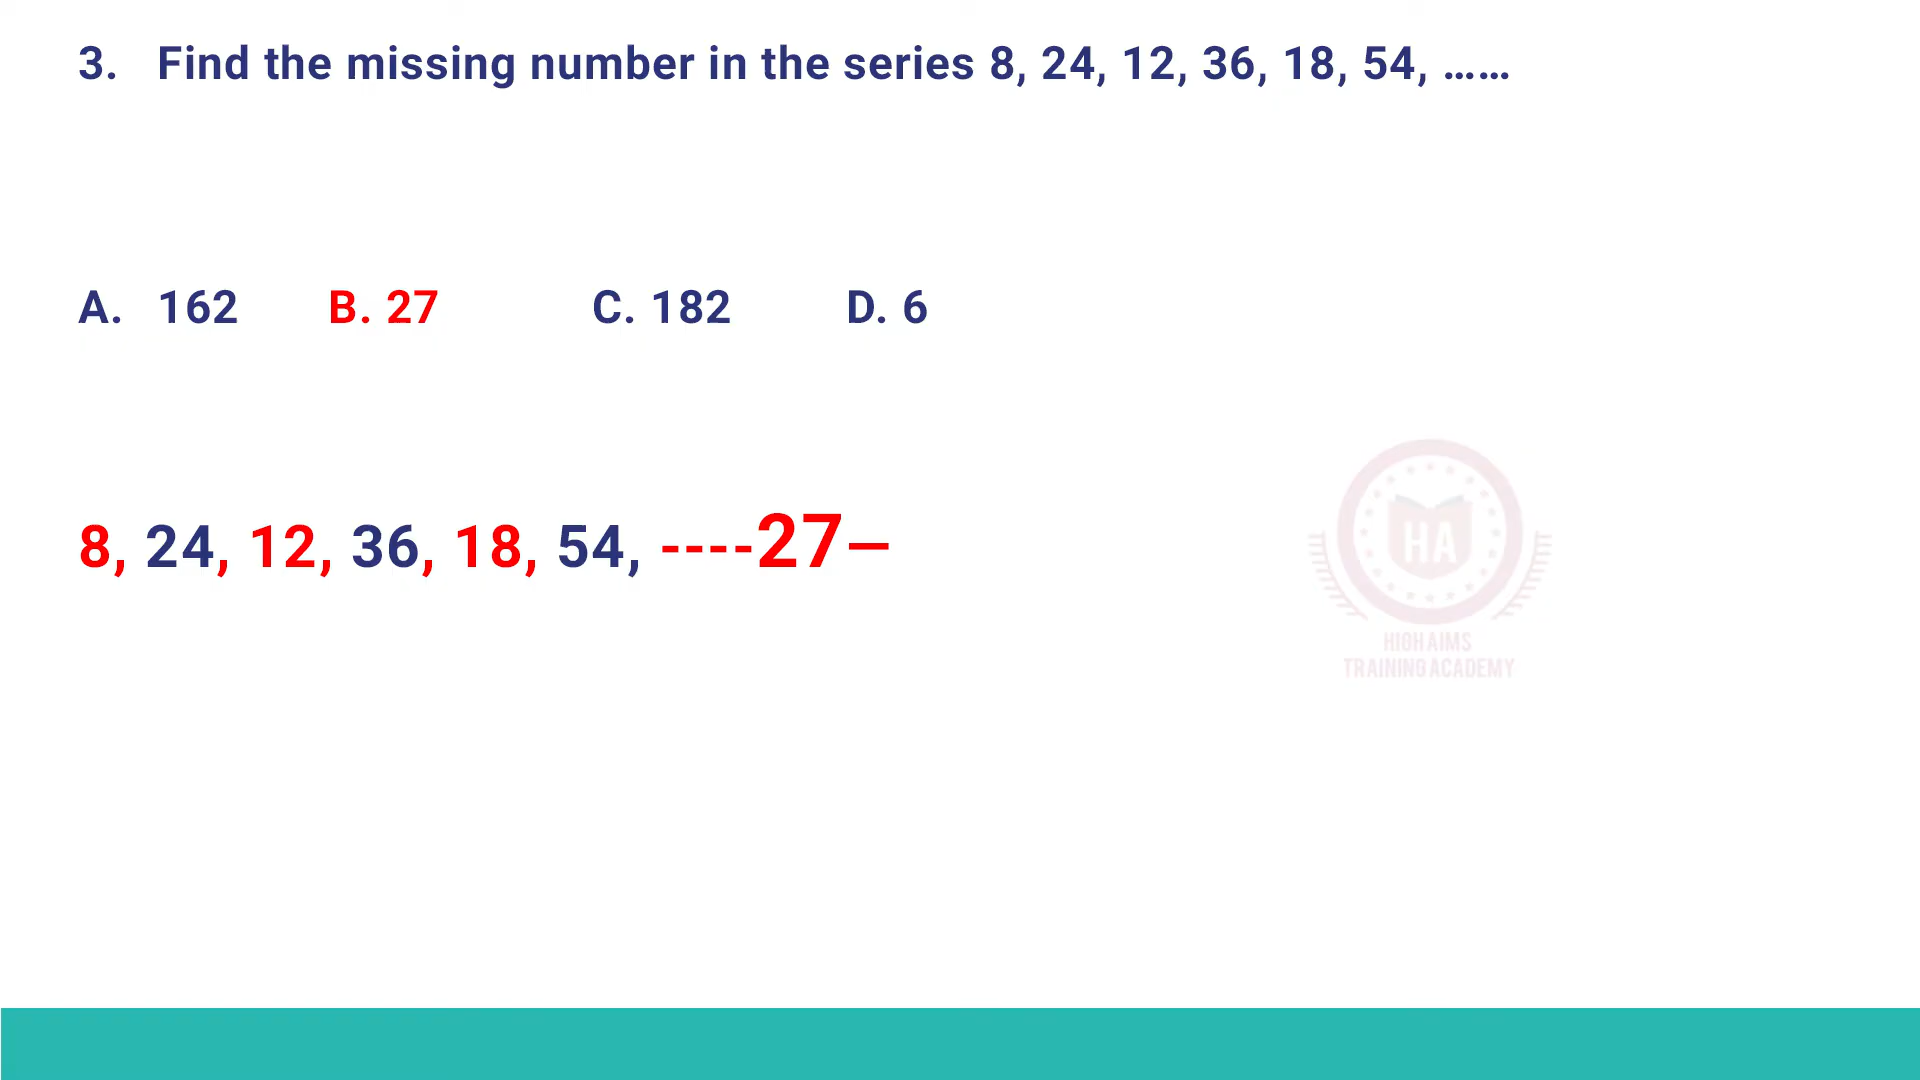 3. Find the missing number in the series 8, 24, 12, 36, 18, 54, ......
A. 162 B. 27 C. 182 D. 6
8, 24, 12, 36, 18, 54, ----27–
HA
HIGH AIMS
TRAINING ACADEMY